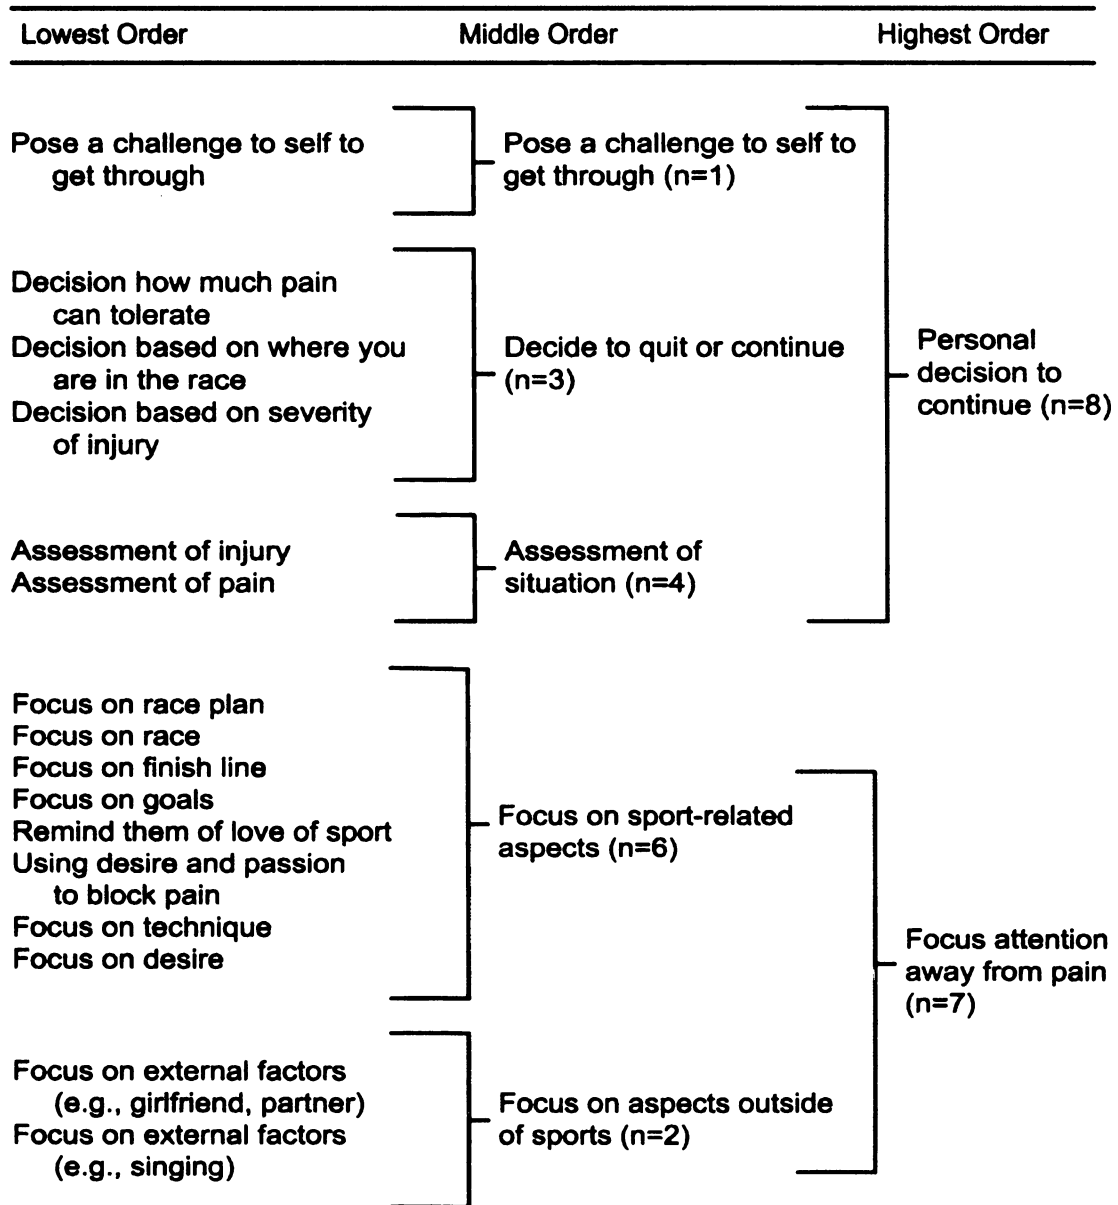 Lowest Order Middle Order Highest Order
Pose a challenge to self to
get through
Pose a challenge to self to
get through (n=1)
Decision how much pain
can tolerate
Decision based on where you
are in the race
Decision based on severity
of injury
Decide to quit or continue
(n=3)
Assessment of injury
Assessment of pain
Assessment of
situation (n=4)
Personal
decision to
continue (n=8)
Focus on race plan
Focus on race
Focus on finish line
Focus on goals
Remind them of love of sport
Using desire and passion
to block pain
Focus on technique
Focus on desire
Focus on sport-related
aspects (n=6)
Focus on external factors
(e.g., girlfriend, partner)
Focus on external factors
(e.g., singing)
Focus on aspects outside
of sports (n=2)
Focus attention
away from pain
(n=7)